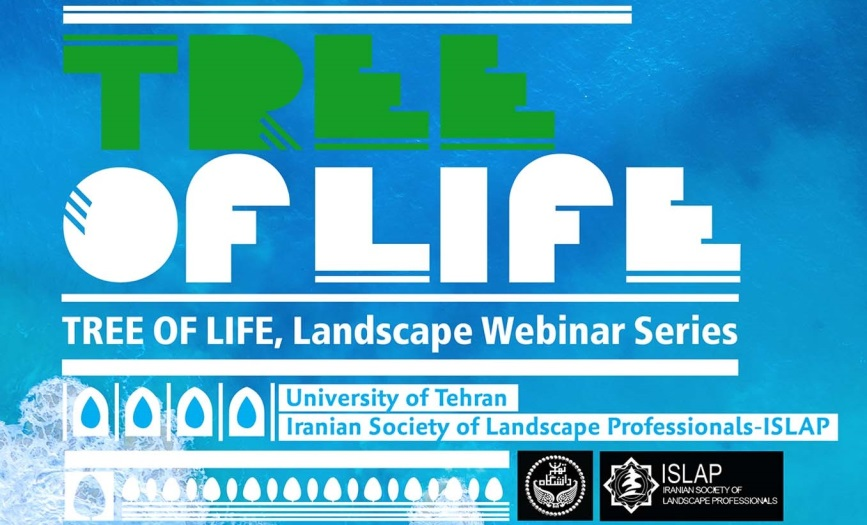 TREE
OF LIFE
TREE OF LIFE, Landscape Webinar Series
University of Tehran
Iranian Society of Landscape Professionals-ISLAP
دانشگاه
تهران
ISLAP
IRANIAN SOCIETY OF
LANDSCAPE PROFESSIONALS